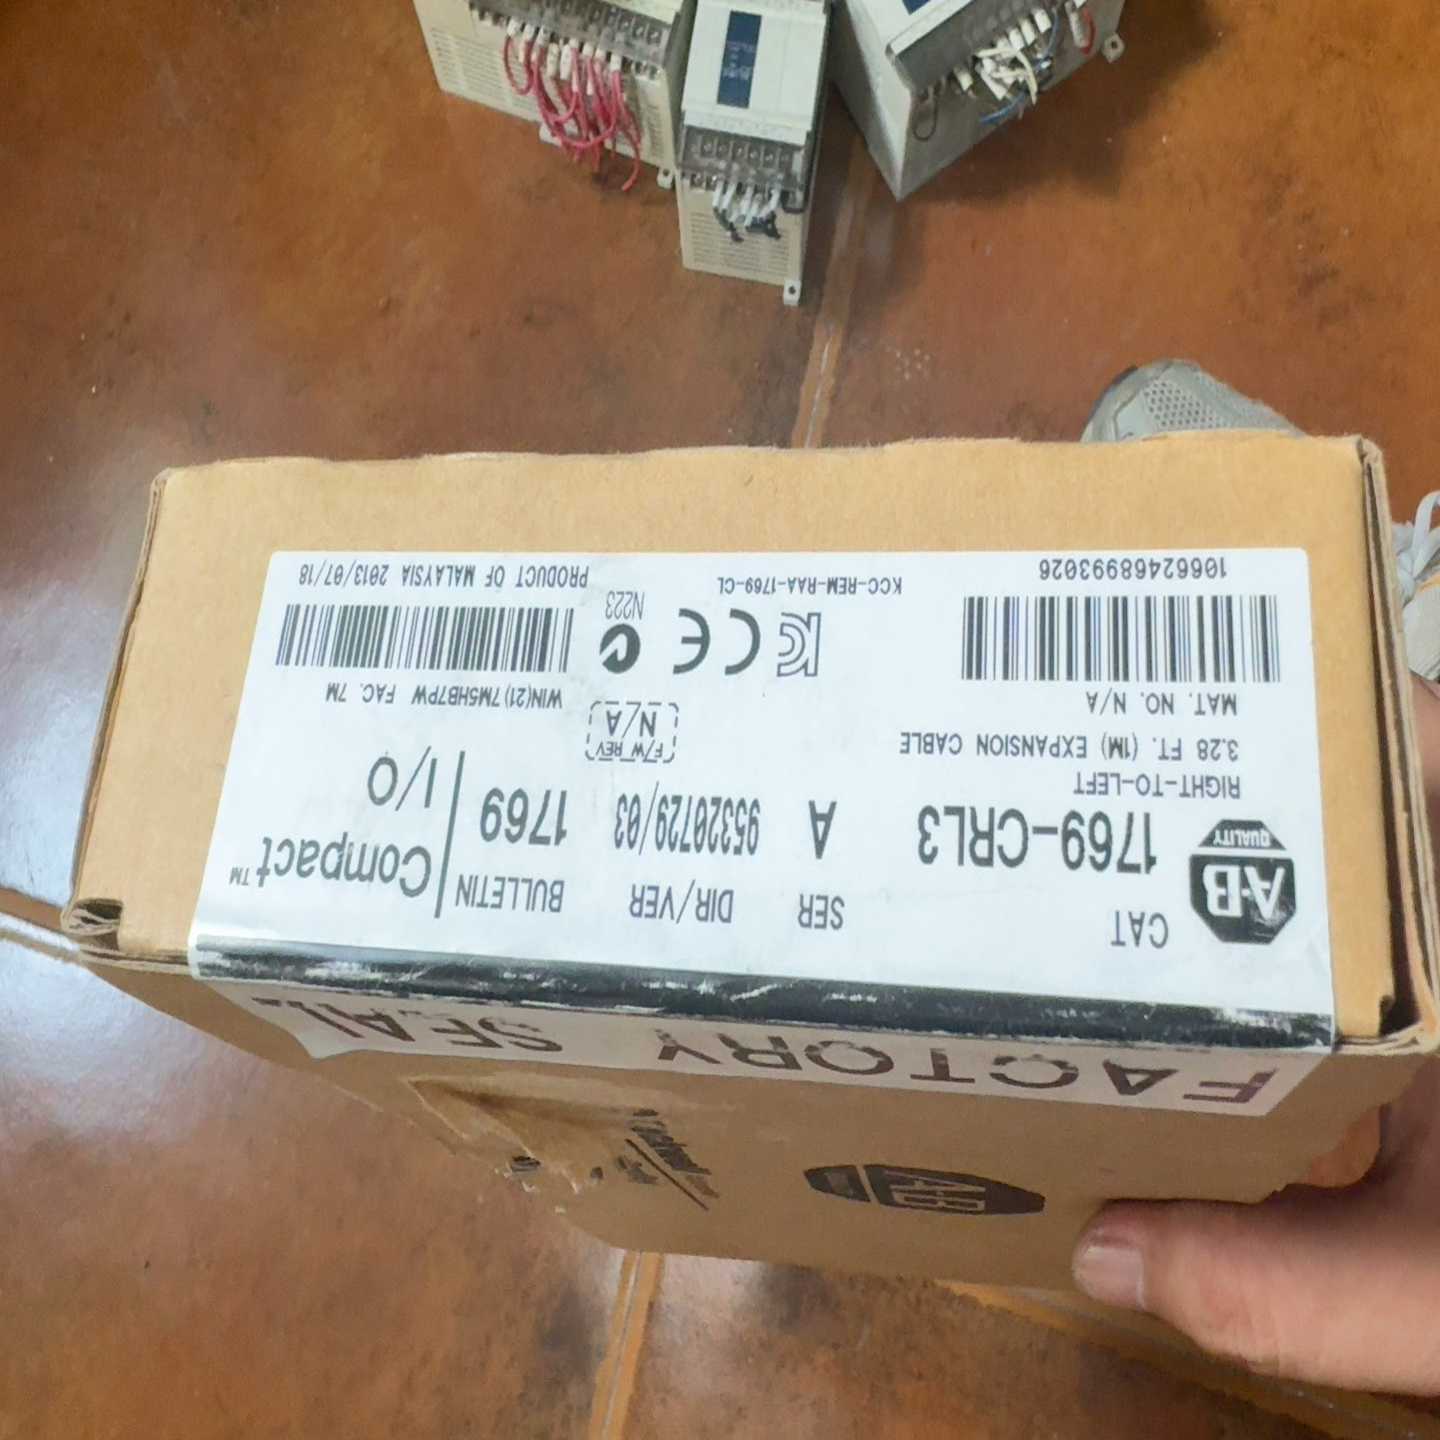 FACTORY SEAL
A-B
QUALITY
CAT
1769-CRL3
SER
A
DIR/VER
95320729/03
BULLETIN
1769
Compact™
I/O
RIGHT-TO-LEFT
3.28 FT. (1M) EXPANSION CABLE
F/W REV
N/A
MAT. NO. N/A
WIN(21) 7M5HB7PW FAC. 7M
N223
10662468993026
KCC-REM-RAA-1769-CL
PRODUCT OF MALAYSIA 2013/07/18
A-B